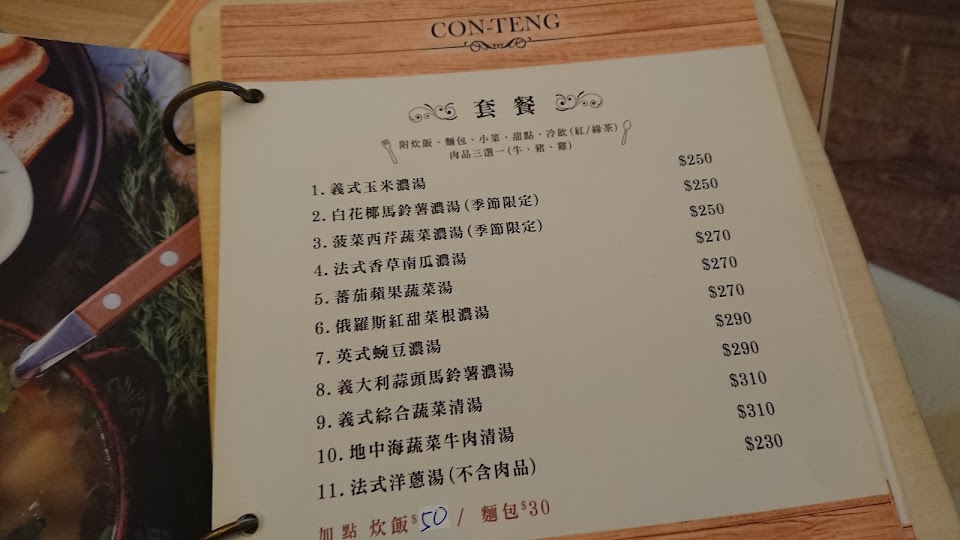 CON-TENG
套餐
附炊飯、麵包、小菜、甜點、冷飲(紅/綠茶)
肉品三選一(牛、豬、雞)
1. 義式玉米濃湯 $250
2. 白花椰馬鈴薯濃湯(季節限定) $250
3. 菠菜西芹蔬菜濃湯(季節限定) $250
4. 法式香草南瓜濃湯 $270
5. 蕃茄蘋果蔬菜湯 $270
6. 俄羅斯紅甜菜根濃湯 $270
7. 英式蜿豆濃湯 $290
8. 義大利蒜頭馬鈴薯濃湯 $290
9. 義式綜合蔬菜清湯 $310
10. 地中海蔬菜牛肉清湯 $310
11. 法式洋蔥湯(不含肉品) $230
加點 炊飯$50 / 麵包$30